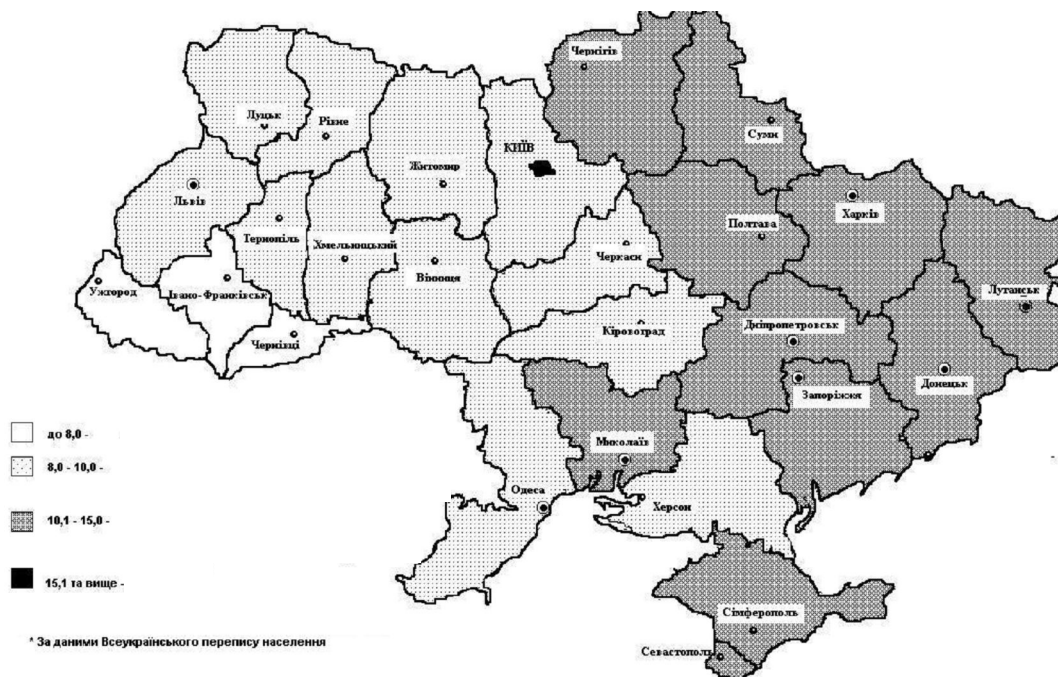 Чернігів
Луцьк
Рівне
Суми
КИЇВ
Житомир
Львів
Харків
Полтава
Тернопіль
Хмельницький
Черкаси
Вінниця
Ужгород
Івано-Франківськ
Луганськ
Дніпропетровськ
Кіровоград
Чернівці
Донецьк
Запоріжжя
до 8,0 -
Миколаїв
8,0 - 10,0 -
Одеса
Херсон
10,1 - 15,0 -
15,1 та вище -
Сімферополь
* За даними Всеукраїнського перепису населення
Севастополь